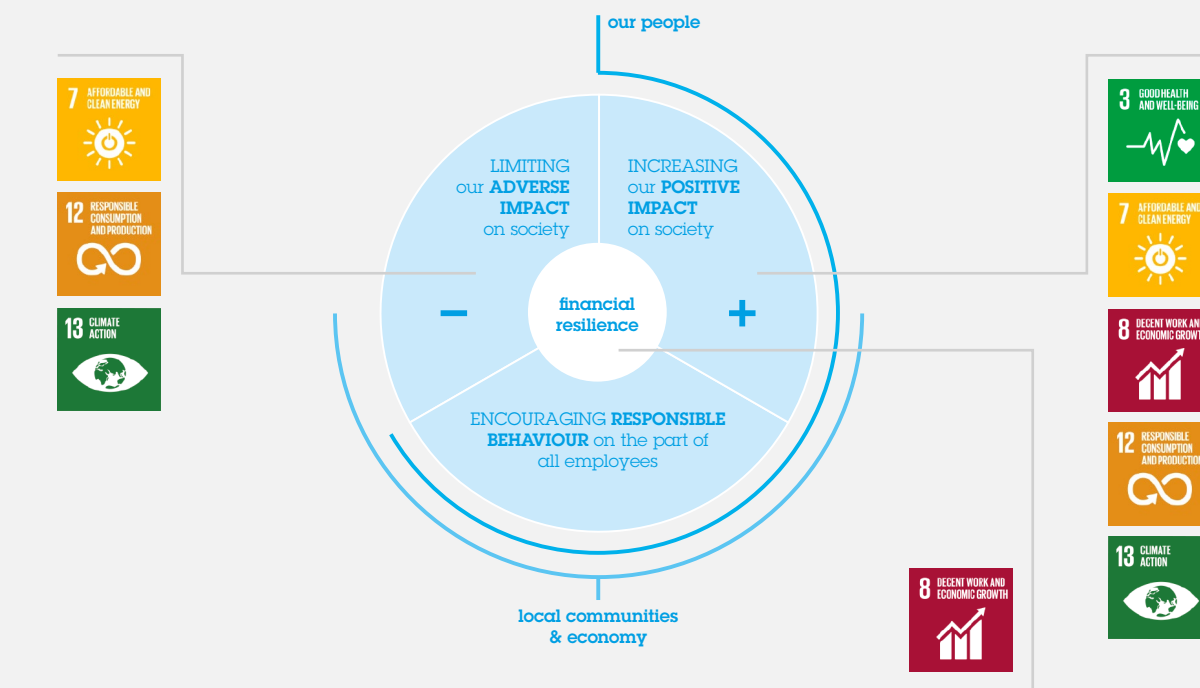 our people
7 AFFORDABLE AND
CLEAN ENERGY
12 RESPONSIBLE
CONSUMPTION
AND PRODUCTION
13 CLIMATE
ACTION
LIMITING
our ADVERSE
IMPACT
on society
INCREASING
our POSITIVE
IMPACT
on society
−
financial
resilience
+
ENCOURAGING RESPONSIBLE
BEHAVIOUR on the part of
all employees
local communities
& economy
3 GOOD HEALTH
AND WELL-BEING
7 AFFORDABLE AND
CLEAN ENERGY
8 DECENT WORK AND
ECONOMIC GROWT
12 RESPONSIBLE
CONSUMPTION
AND PRODUCTION
13 CLIMATE
ACTION
8 DECENT WORK AND
ECONOMIC GROWTH